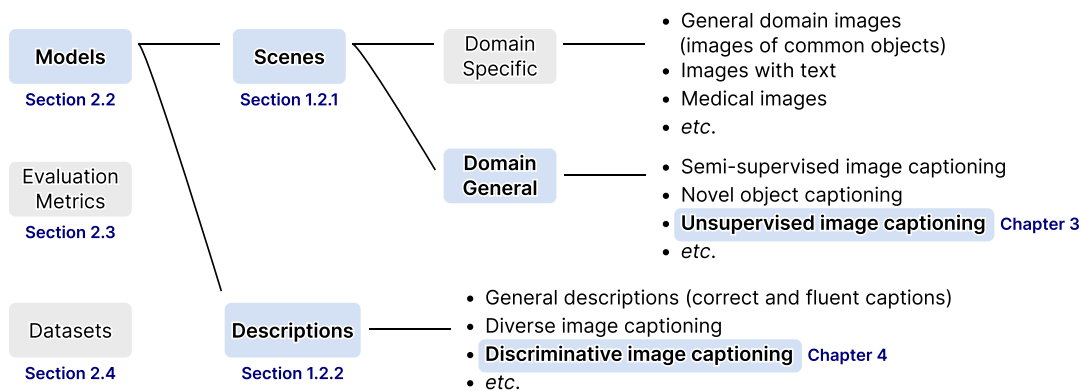 Models
Section 2.2
Scenes
Section 1.2.1
Domain
Specific
• General domain images
(images of common objects)
• Images with text
• Medical images
• etc.
Domain
General
• Semi-supervised image captioning
• Novel object captioning
• Unsupervised image captioning Chapter 3
• etc.
Evaluation
Metrics
Section 2.3
Datasets
Section 2.4
Descriptions
Section 1.2.2
• General descriptions (correct and fluent captions)
• Diverse image captioning
• Discriminative image captioning Chapter 4
• etc.